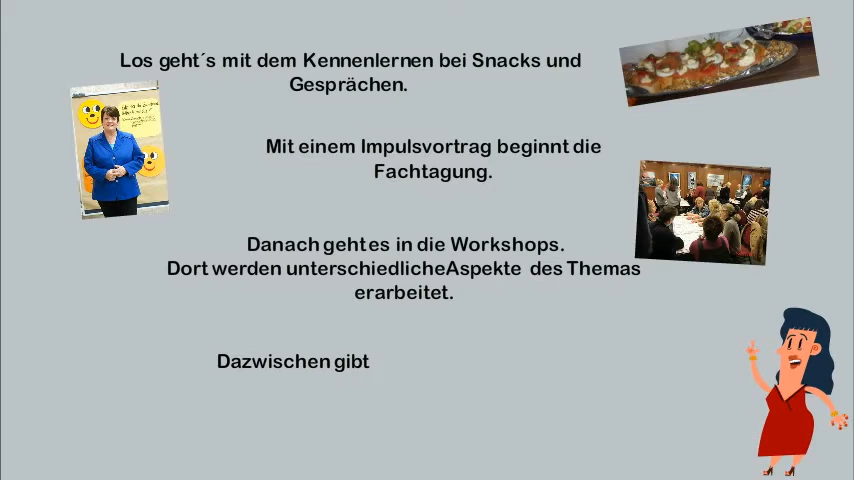 Los geht´s mit dem Kennenlernen bei Snacks und
Gesprächen.
Mit einem Impulsvortrag beginnt die
Fachtagung.
Danach geht es in die Workshops.
Dort werden unterschiedlicheAspekte des Themas
erarbeitet.
Dazwischen gibt